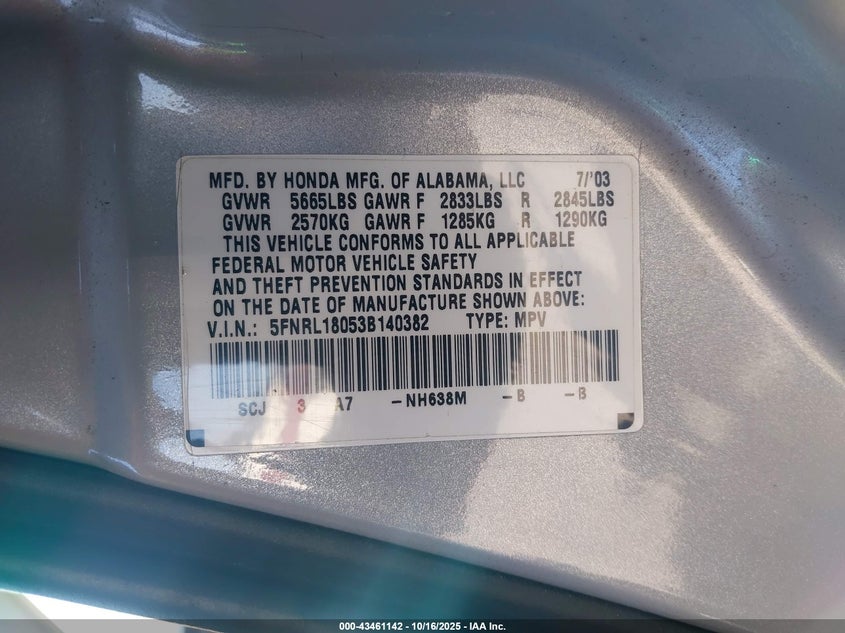 MFD. BY HONDA MFG. OF ALABAMA, LLC 7/'03
GVWR 5665LBS GAWR F 2833LBS R 2845LBS
GVWR 2570KG GAWR F 1285KG R 1290KG
THIS VEHICLE CONFORMS TO ALL APPLICABLE
FEDERAL MOTOR VEHICLE SAFETY
AND THEFT PREVENTION STANDARDS IN EFFECT
ON THE DATE OF MANUFACTURE SHOWN ABOVE:
V.I.N.: 5FNRL18053B140382 TYPE: MPV
SCJ 3 A7 -NH638M -B -B
000-43461142 - 10/16/2025 - IAA Inc.